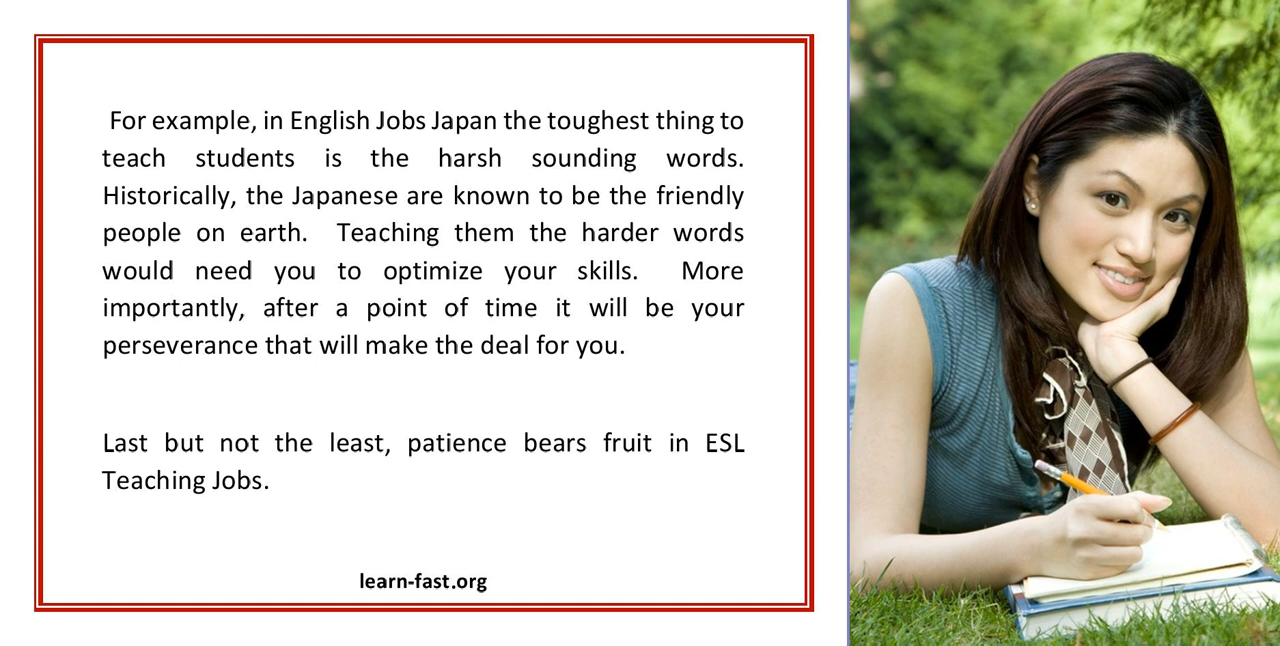 For example, in English Jobs Japan the toughest thing to
teach students is the harsh sounding words.
Historically, the Japanese are known to be the friendly
people on earth.  Teaching them the harder words
would need you to optimize your skills.  More
importantly, after a point of time it will be your
perseverance that will make the deal for you.
Last but not the least, patience bears fruit in ESL
Teaching Jobs.
learn-fast.org